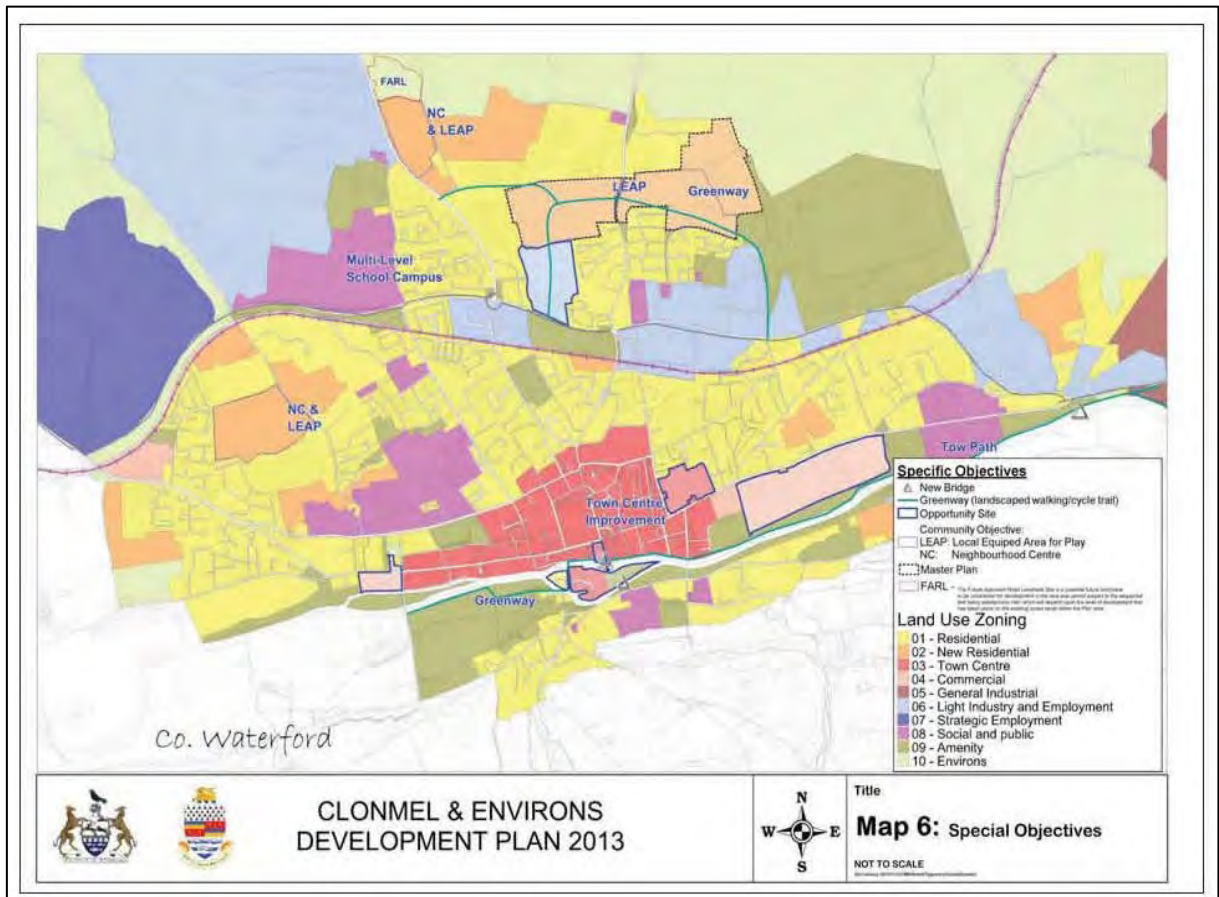 FARL
NC
& LEAP
LEAP
Greenway
Multi-Level
School Campus
NC &
LEAP
Tow Path
Town Centre
Improvement
Greenway
Co. Waterford
Specific Objectives
New Bridge
Greenway (landscaped walking/cycle trail)
Opportunity Site
Community Objective:
LEAP: Local Equiped Area for Play
NC: Neighbourhood Centre
Master Plan
FARL -
Land Use Zoning
01 - Residential
02 - New Residential
03 - Town Centre
04 - Commercial
05 - General Industrial
06 - Light Industry and Employment
07 - Strategic Employment
08 - Social and public
09 - Amenity
10 - Environs
CLONMEL & ENVIRONS
DEVELOPMENT PLAN 2013
N
W E
S
Title
Map 6: Special Objectives
NOT TO SCALE